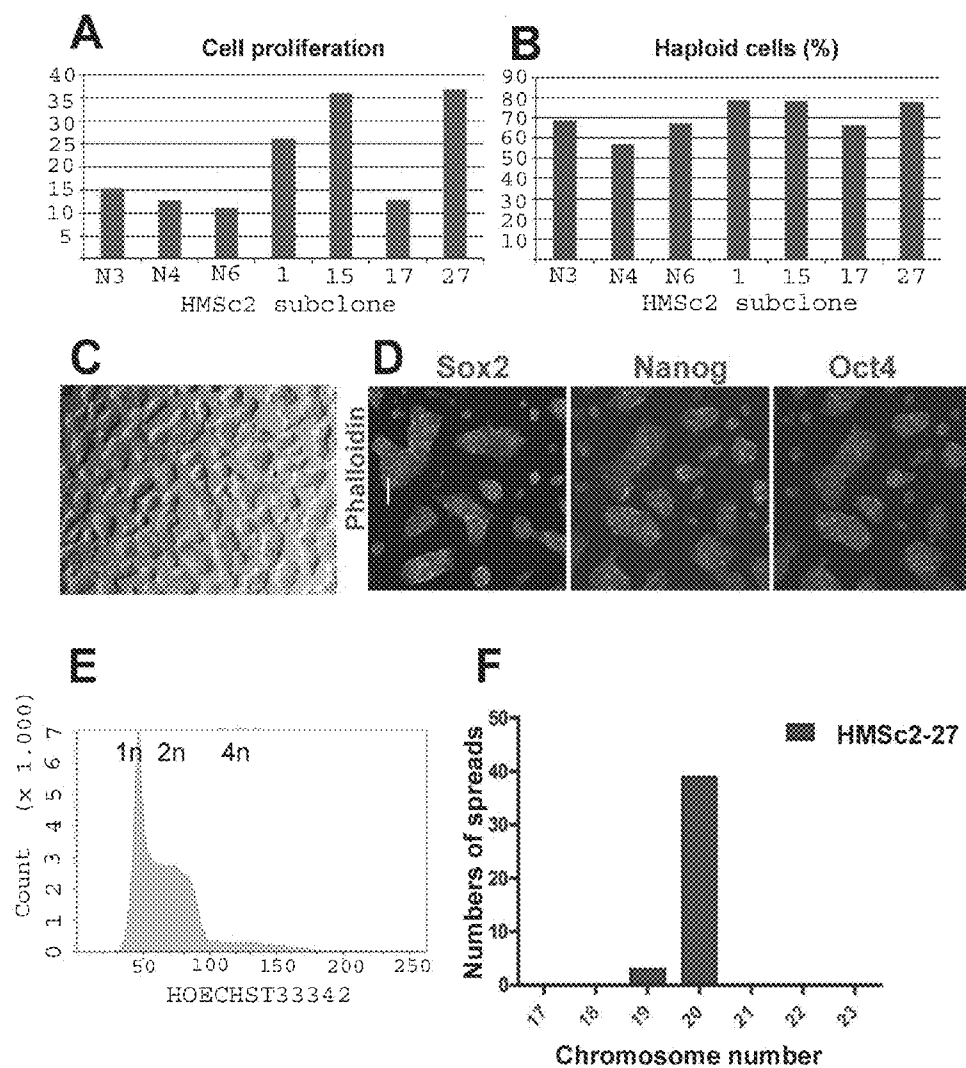 A
Cell proliferation
40
35
30
25
20
15
10
5
N3 N4 N6 1 15 17 27
HMSc2 subclone
B
Haploid cells (%)
90
80
70
60
50
40
30
20
10
N3 N4 N6 1 15 17 27
HMSc2 subclone
C
D
Sox2 Nanog Oct4
Phalloidin
E
Count (x 1.000)
7
6
5
4
3
2
1
0
1n 2n 4n
50 100 150 200 250
HOECHST33342
F
Numbers of spreads
50
40
30
20
10
0
HMSc2-27
17 18 19 20 21 22 23
Chromosome number